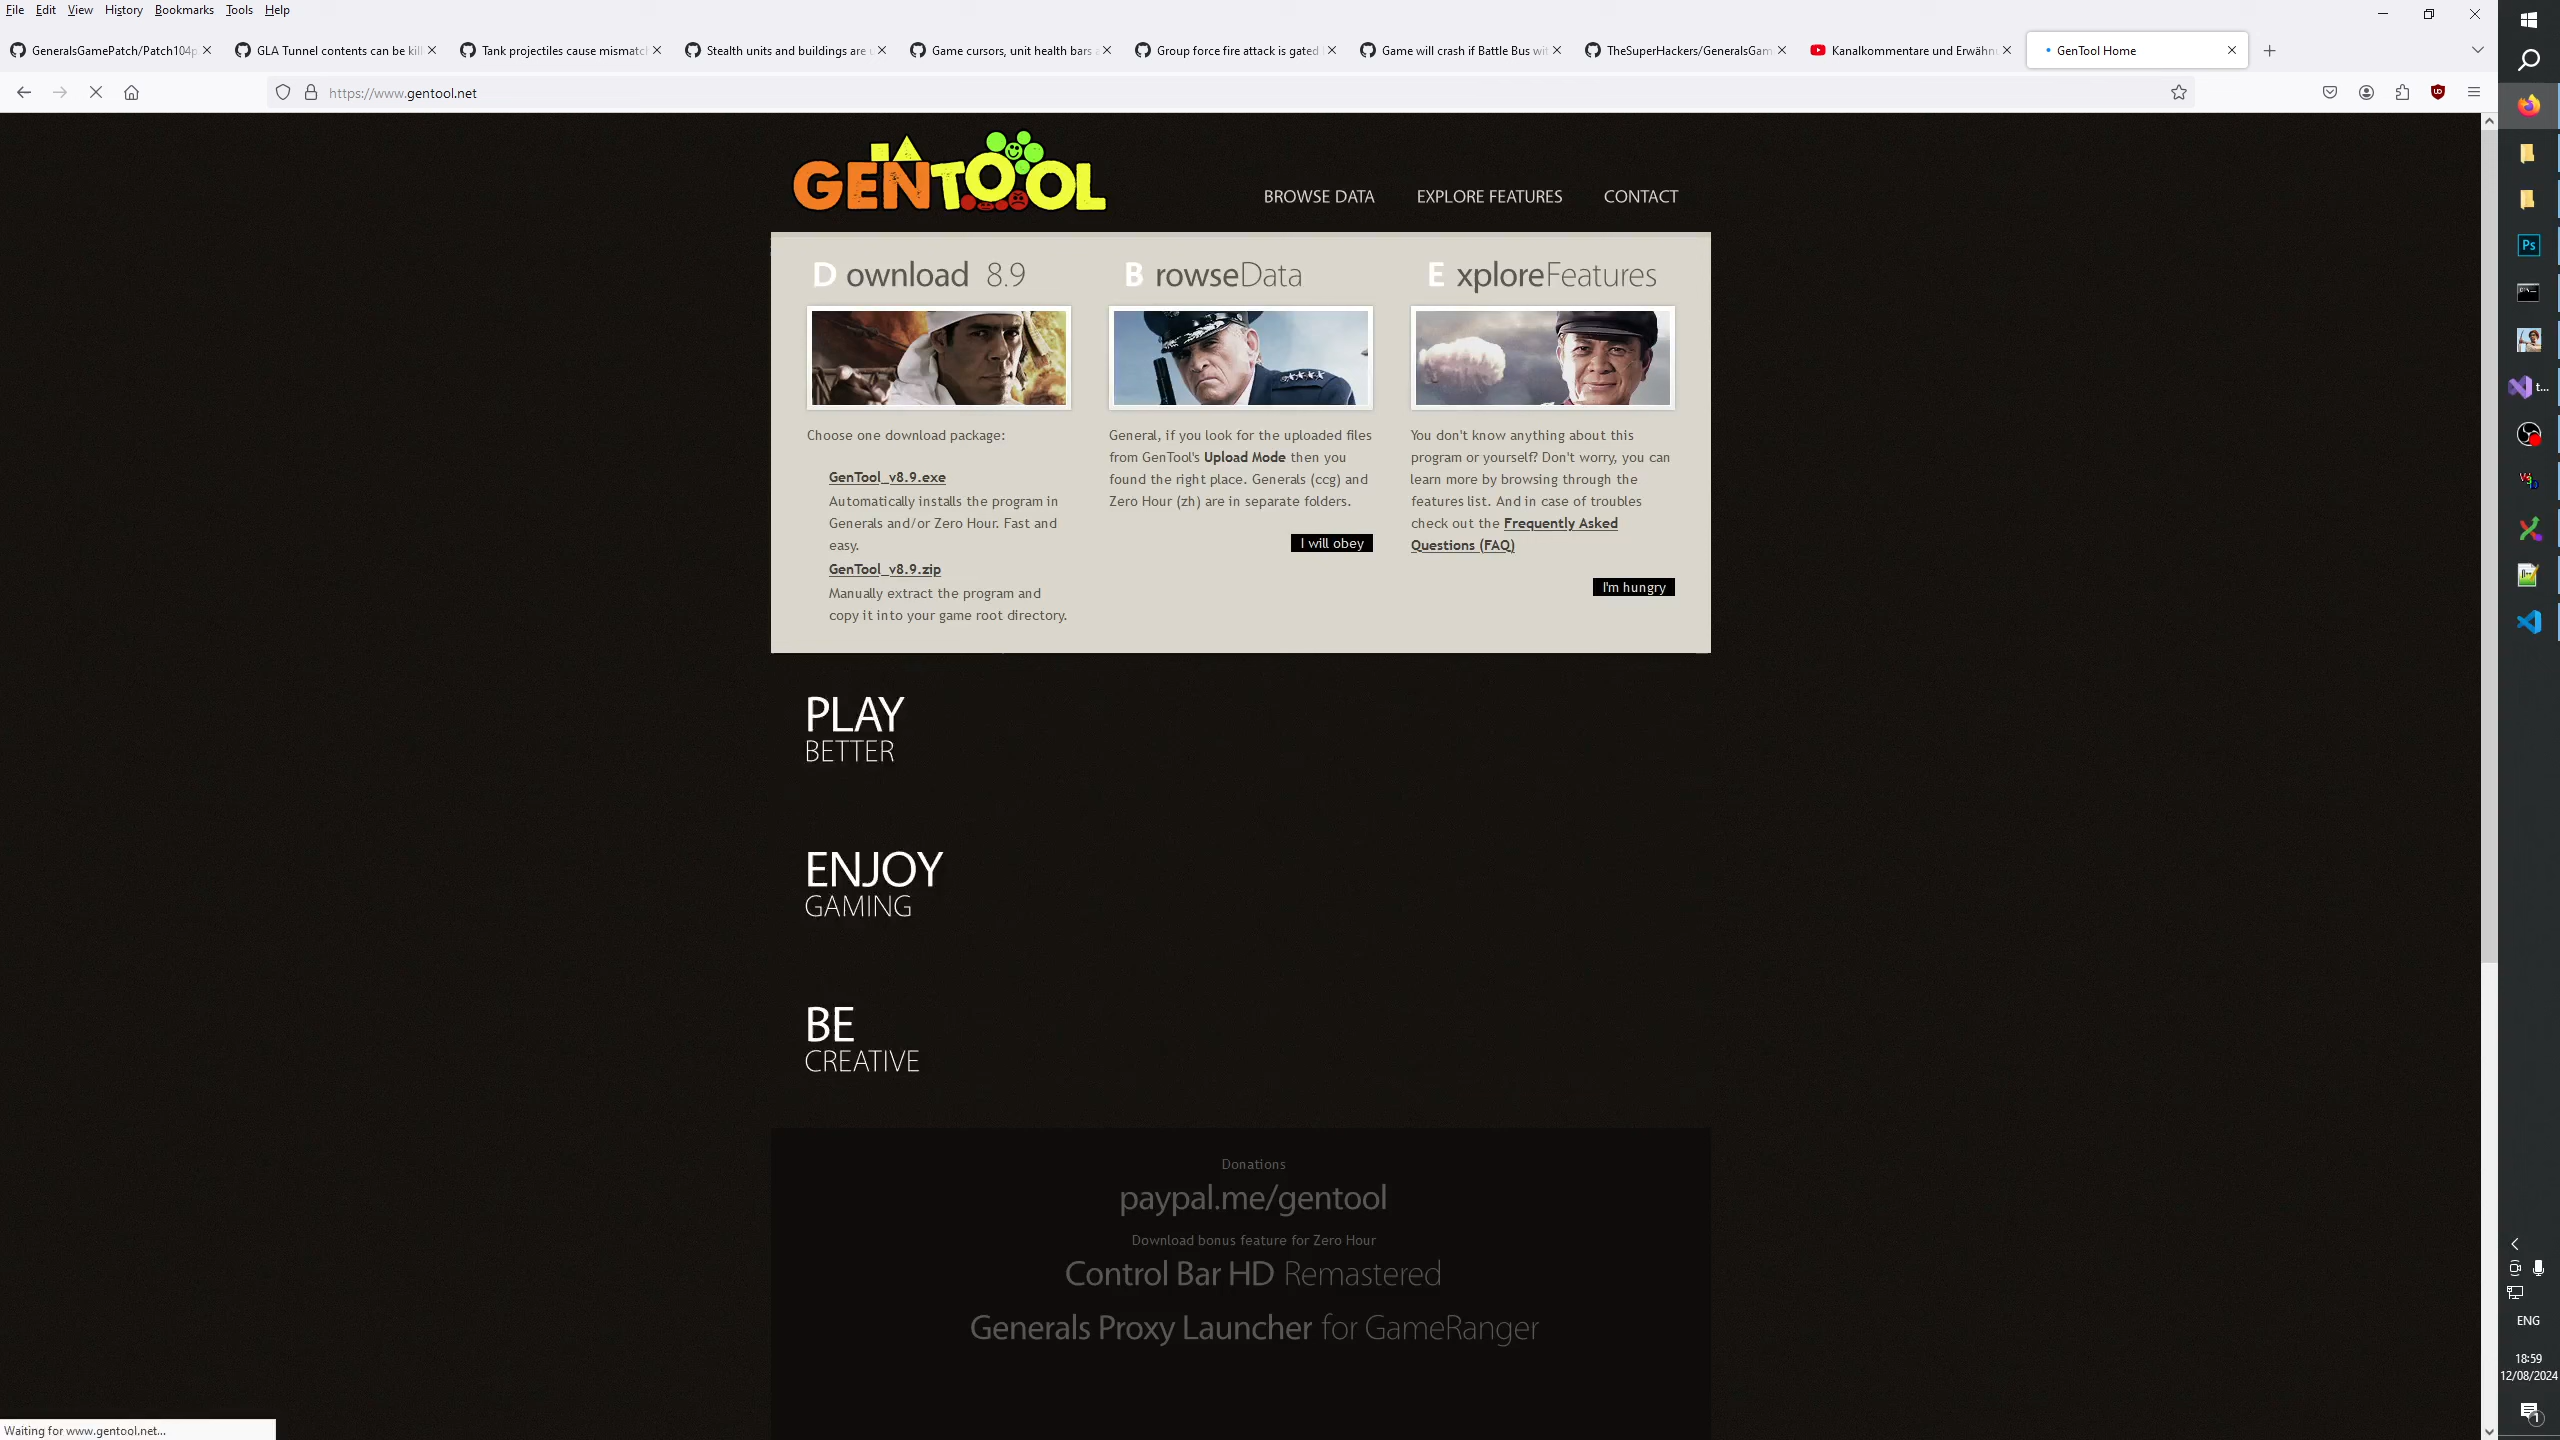 File Edit View History Bookmarks Tools Help
GeneralsGamePatch/Patch104p
GLA Tunnel contents can be kill
Tank projectiles cause mismatch
Stealth units and buildings are u
Game cursors, unit health bars a
Group force fire attack is gated
Game will crash if Battle Bus wit
TheSuperHackers/GeneralsGam
Kanalkommentare und Erwähnu
GenTool Home
https://www.gentool.net
GENTOOL
BROWSE DATA EXPLORE FEATURES CONTACT
Download 8.9
Choose one download package:
GenTool_v8.9.exe
Automatically installs the program in
Generals and/or Zero Hour. Fast and
easy.
GenTool_v8.9.zip
Manually extract the program and
copy it into your game root directory.
BrowseData
General, if you look for the uploaded files
from GenTool's Upload Mode then you
found the right place. Generals (ccg) and
Zero Hour (zh) are in separate folders.
I will obey
ExploreFeatures
You don't know anything about this
program or yourself? Don't worry, you can
learn more by browsing through the
features list. And in case of troubles
check out the Frequently Asked
Questions (FAQ)
I'm hungry
PLAY
BETTER
ENJOY
GAMING
BE
CREATIVE
Donations
paypal.me/gentool
Download bonus feature for Zero Hour
Control Bar HD Remastered
Generals Proxy Launcher for GameRanger
Waiting for www.gentool.net...
Ps
t...
ENG
18:59
12/08/2024
1